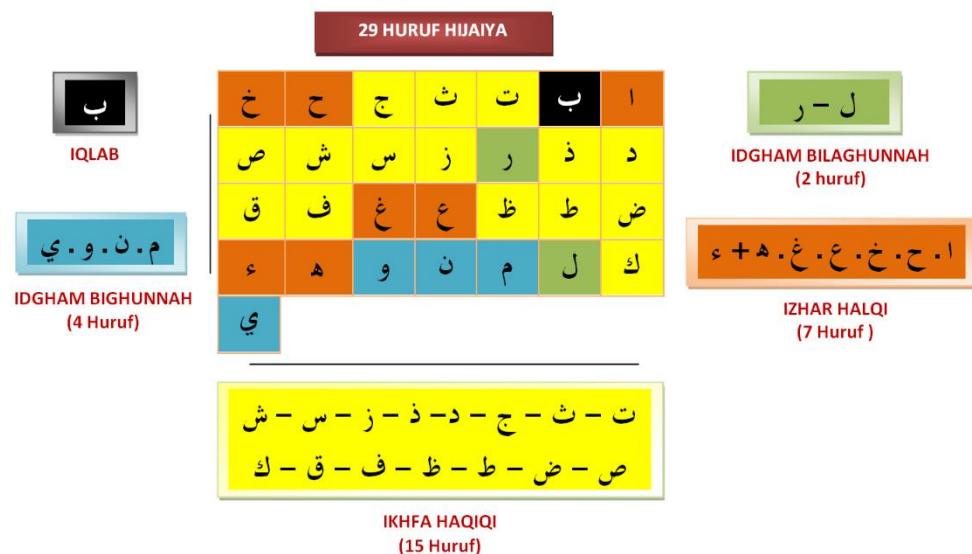 29 HURUF HIJAIYA
ا ب ت ث ج ح خ
د ذ ر ز س ش ص
ض ط ظ ع غ ف ق
ك ل م ن و ه ء
ي
ب
IQLAB
م . ن . و . ي
IDGHAM BIGHUNNAH
(4 Huruf)
ل – ر
IDGHAM BILAGHUNNAH
(2 huruf)
ا . ح . خ . ع . غ . ه + ء
IZHAR HALQI
(7 Huruf )
ت – ث – ج – د – ذ – ز – س – ش
ص – ض – ط – ظ – ف – ق – ك
IKHFA HAQIQI
(15 Huruf)